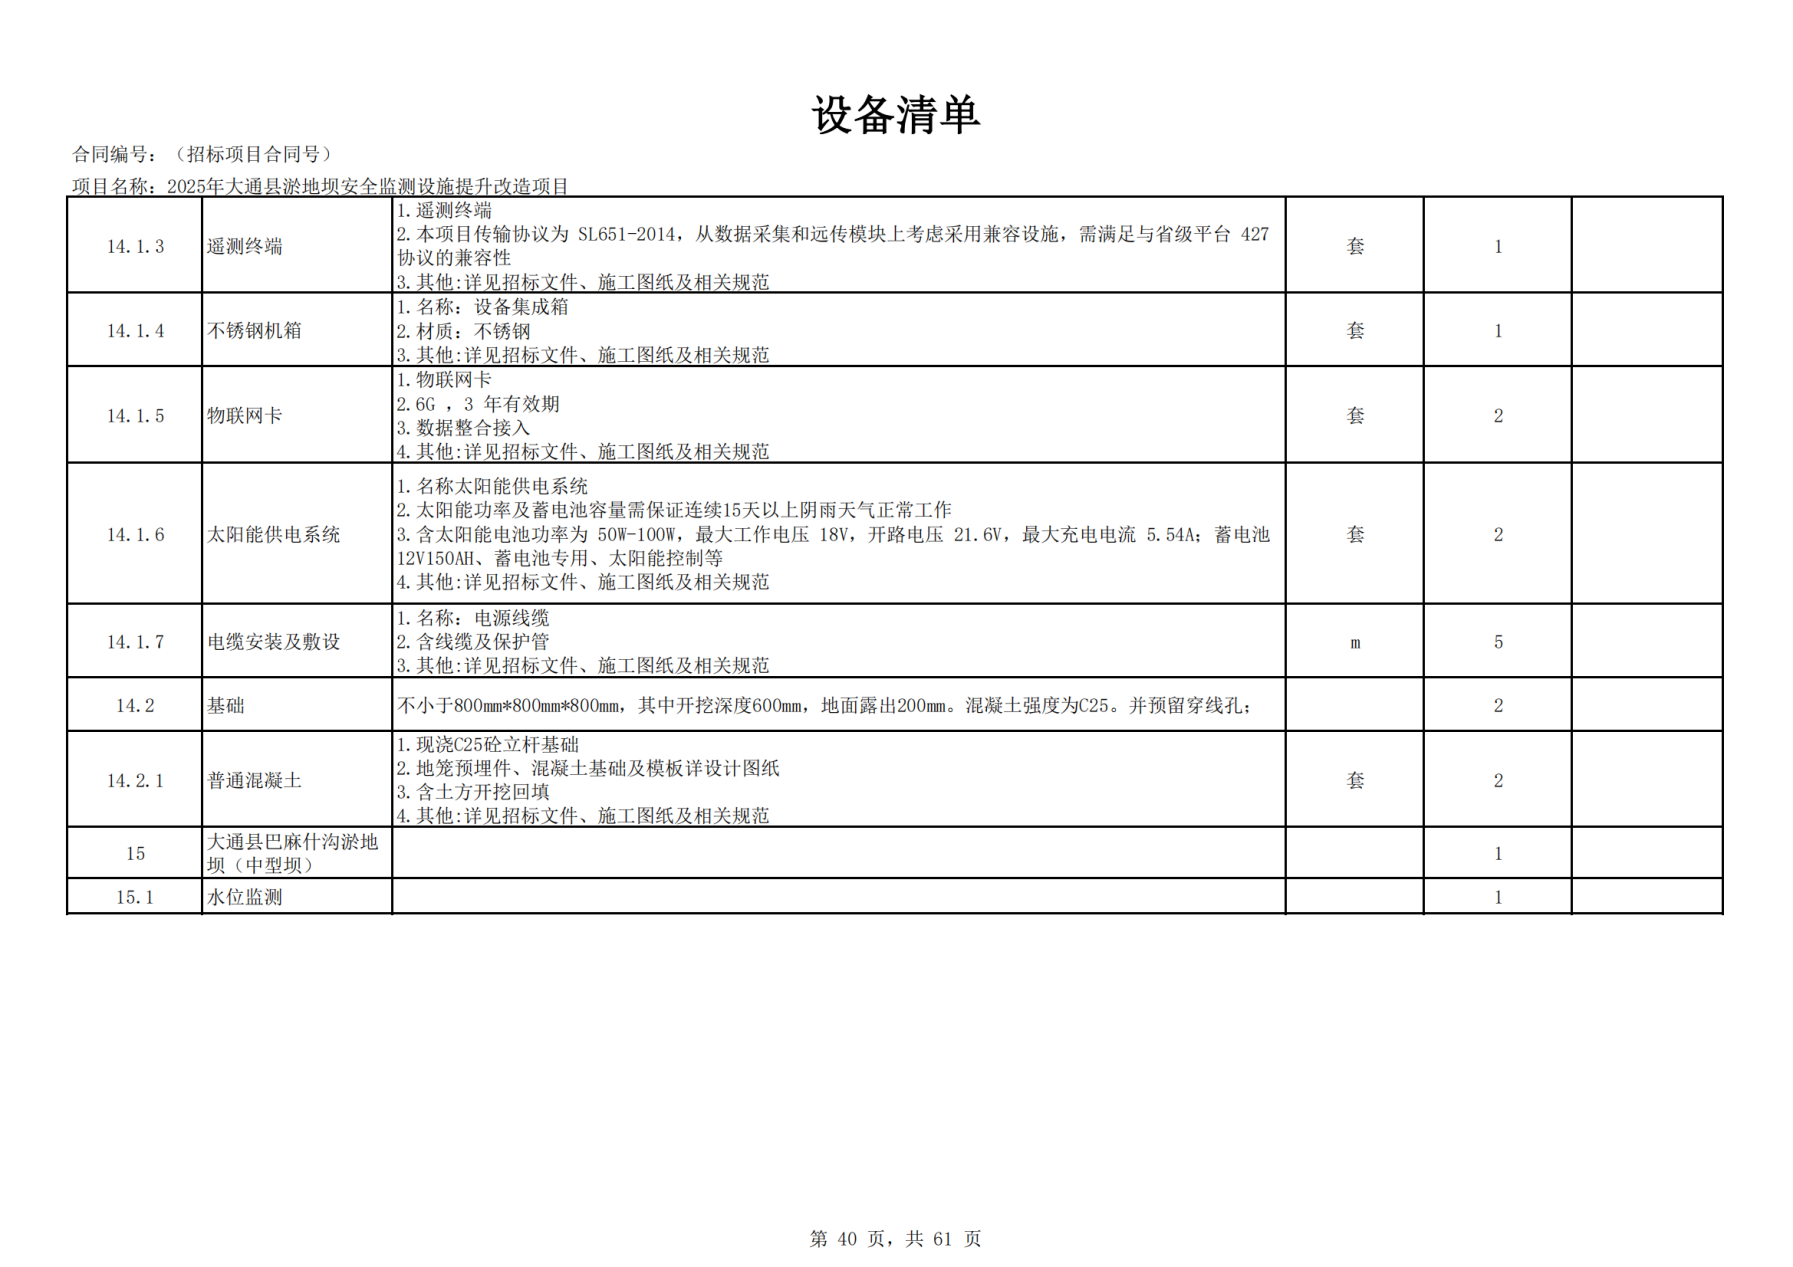 设备清单
合同编号：（招标项目合同号）
项目名称：2025年大通县淤地坝安全监测设施提升改造项目
14.1.3
遥测终端
1.遥测终端
2.本项目传输协议为 SL651-2014，从数据采集和远传模块上考虑采用兼容设施，需满足与省级平台 427
协议的兼容性
3.其他:详见招标文件、施工图纸及相关规范
套
1
14.1.4
不锈钢机箱
1.名称：设备集成箱
2.材质：不锈钢
3.其他:详见招标文件、施工图纸及相关规范
套
1
14.1.5
物联网卡
1.物联网卡
2.6G ，3 年有效期
3.数据整合接入
4.其他:详见招标文件、施工图纸及相关规范
套
2
14.1.6
太阳能供电系统
1.名称太阳能供电系统
2.太阳能功率及蓄电池容量需保证连续15天以上阴雨天气正常工作
3.含太阳能电池功率为 50W-100W，最大工作电压 18V，开路电压 21.6V，最大充电电流 5.54A；蓄电池
12V150AH、蓄电池专用、太阳能控制等
4.其他:详见招标文件、施工图纸及相关规范
套
2
14.1.7
电缆安装及敷设
1.名称：电源线缆
2.含线缆及保护管
3.其他:详见招标文件、施工图纸及相关规范
m
5
14.2
基础
不小于800mm*800mm*800mm，其中开挖深度600mm，地面露出200mm。混凝土强度为C25。并预留穿线孔；
2
14.2.1
普通混凝土
1.现浇C25砼立杆基础
2.地笼预埋件、混凝土基础及模板详设计图纸
3.含土方开挖回填
4.其他:详见招标文件、施工图纸及相关规范
套
2
15
大通县巴麻什沟淤地
坝（中型坝）
1
15.1
水位监测
1
第 40 页，共 61 页